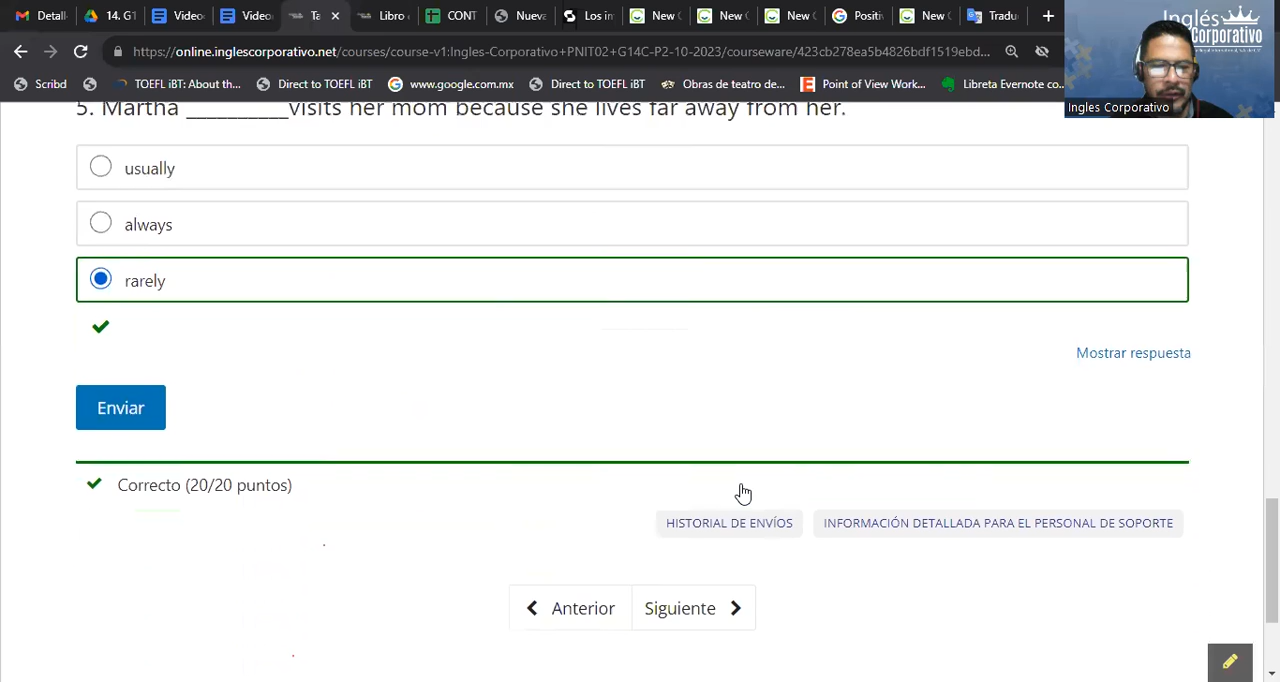 Detall
14. G1
Video
Video
Ta
Libro
CONT
Nueva
Los in
New C
New C
New C
Positi
New C
Tradu
https://online.inglescorporativo.net/courses/course-v1:Ingles-Corporativo+PNIT02+G14C-P2-10-2023/courseware/423cb278ea5b4826bdf1519ebd...
Scribd
TOEFL iBT: About th...
Direct to TOEFL iBT
www.google.com.mx
Direct to TOEFL iBT
Obras de teatro de...
Point of View Work...
Libreta Evernote co...
Inglés
Corporativo
Ingles Corporativo
5. Martha __________visits her mom because she lives far away from her.
usually
always
rarely
Mostrar respuesta
Enviar
Correcto (20/20 puntos)
HISTORIAL DE ENVÍOS
INFORMACIÓN DETALLADA PARA EL PERSONAL DE SOPORTE
Anterior
Siguiente